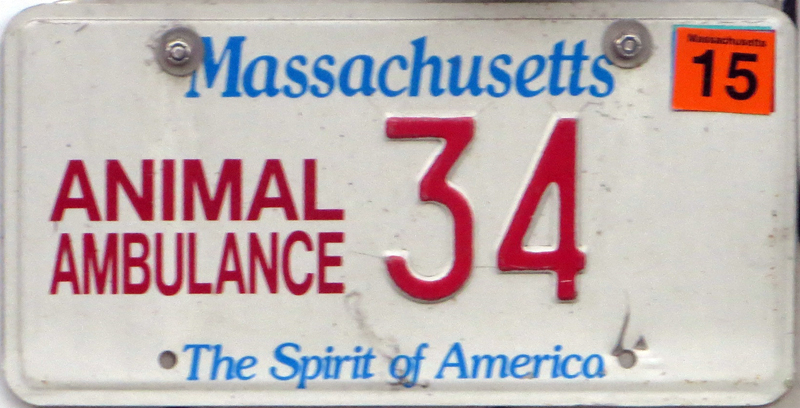 Massachusetts
Massachusetts
15
ANIMAL
AMBULANCE
34
The Spirit of America